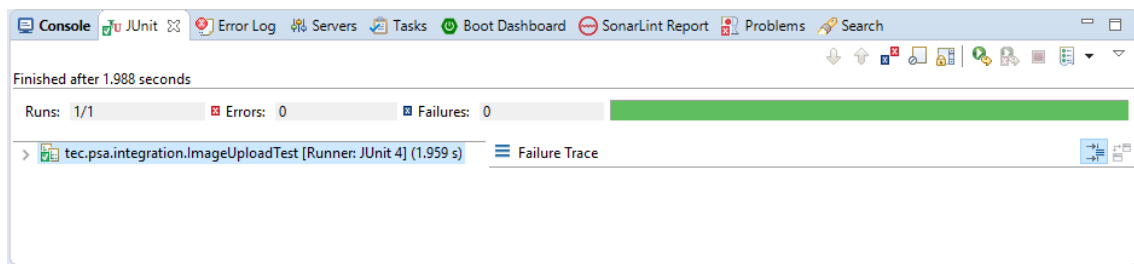 Console JUnit Error Log Servers Tasks Boot Dashboard SonarLint Report Problems Search
Finished after 1.988 seconds
Runs: 1/1 Errors: 0 Failures: 0
tec.psa.integration.ImageUploadTest [Runner: JUnit 4] (1.959 s) Failure Trace